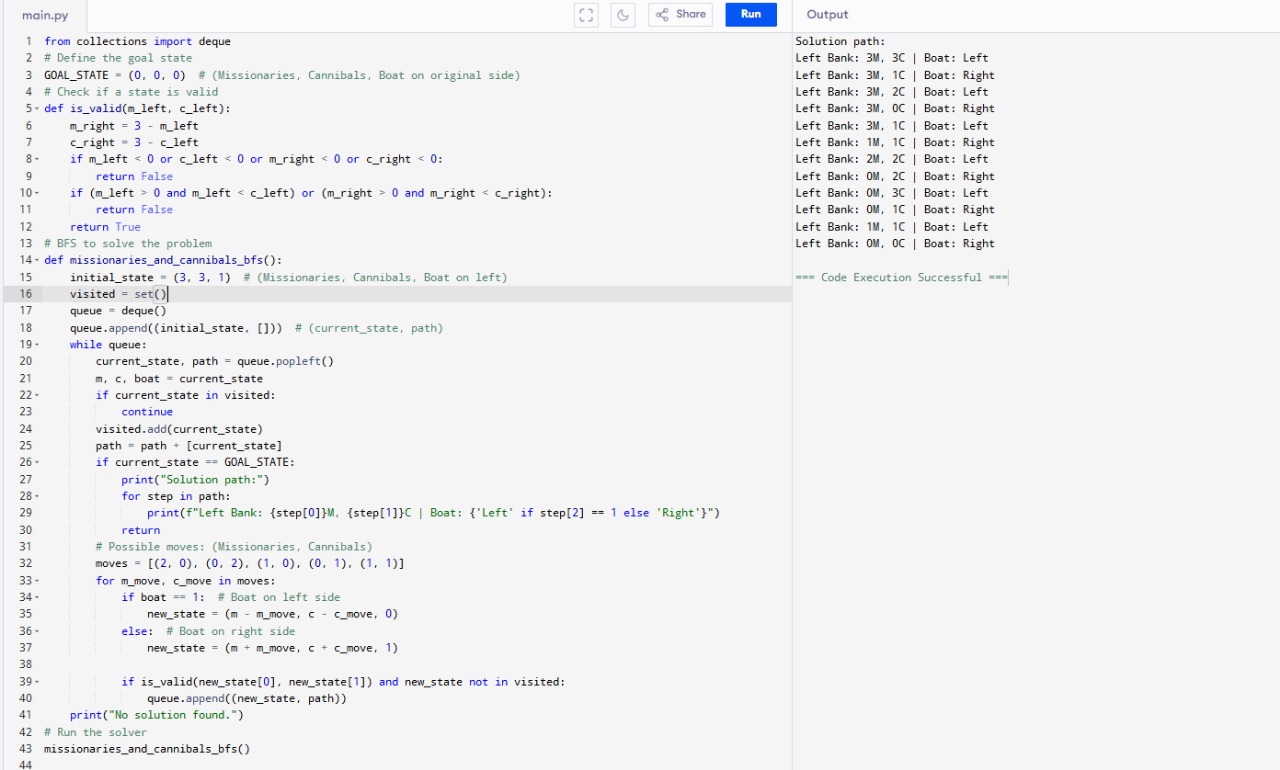 main.py
Share
Run
Output
1 from collections import deque
2 # Define the goal state
3 GOAL_STATE = (0, 0, 0)  # (Missionaries, Cannibals, Boat on original side)
4 # Check if a state is valid
5 def is_valid(m_left, c_left):
6     m_right = 3 - m_left
7     c_right = 3 - c_left
8     if m_left < 0 or c_left < 0 or m_right < 0 or c_right < 0:
9         return False
10     if (m_left > 0 and m_left < c_left) or (m_right > 0 and m_right < c_right):
11         return False
12     return True
13 # BFS to solve the problem
14 def missionaries_and_cannibals_bfs():
15     initial_state = (3, 3, 1)  # (Missionaries, Cannibals, Boat on left)
16     visited = set()
17     queue = deque()
18     queue.append((initial_state, []))  # (current_state, path)
19     while queue:
20         current_state, path = queue.popleft()
21         m, c, boat = current_state
22         if current_state in visited:
23             continue
24         visited.add(current_state)
25         path = path + [current_state]
26         if current_state == GOAL_STATE:
27             print("Solution path:")
28             for step in path:
29                 print(f"Left Bank: {step[0]}M, {step[1]}C | Boat: {'Left' if step[2] == 1 else 'Right'}")
30             return
31         # Possible moves: (Missionaries, Cannibals)
32         moves = [(2, 0), (0, 2), (1, 0), (0, 1), (1, 1)]
33         for m_move, c_move in moves:
34             if boat == 1:  # Boat on left side
35                 new_state = (m - m_move, c - c_move, 0)
36             else:  # Boat on right side
37                 new_state = (m + m_move, c + c_move, 1)
38
39             if is_valid(new_state[0], new_state[1]) and new_state not in visited:
40                 queue.append((new_state, path))
41     print("No solution found.")
42 # Run the solver
43 missionaries_and_cannibals_bfs()
44
Solution path:
Left Bank: 3M, 3C | Boat: Left
Left Bank: 3M, 1C | Boat: Right
Left Bank: 3M, 2C | Boat: Left
Left Bank: 3M, 0C | Boat: Right
Left Bank: 3M, 1C | Boat: Left
Left Bank: 1M, 1C | Boat: Right
Left Bank: 2M, 2C | Boat: Left
Left Bank: 0M, 2C | Boat: Right
Left Bank: 0M, 3C | Boat: Left
Left Bank: 0M, 1C | Boat: Right
Left Bank: 1M, 1C | Boat: Left
Left Bank: 0M, 0C | Boat: Right
=== Code Execution Successful ===